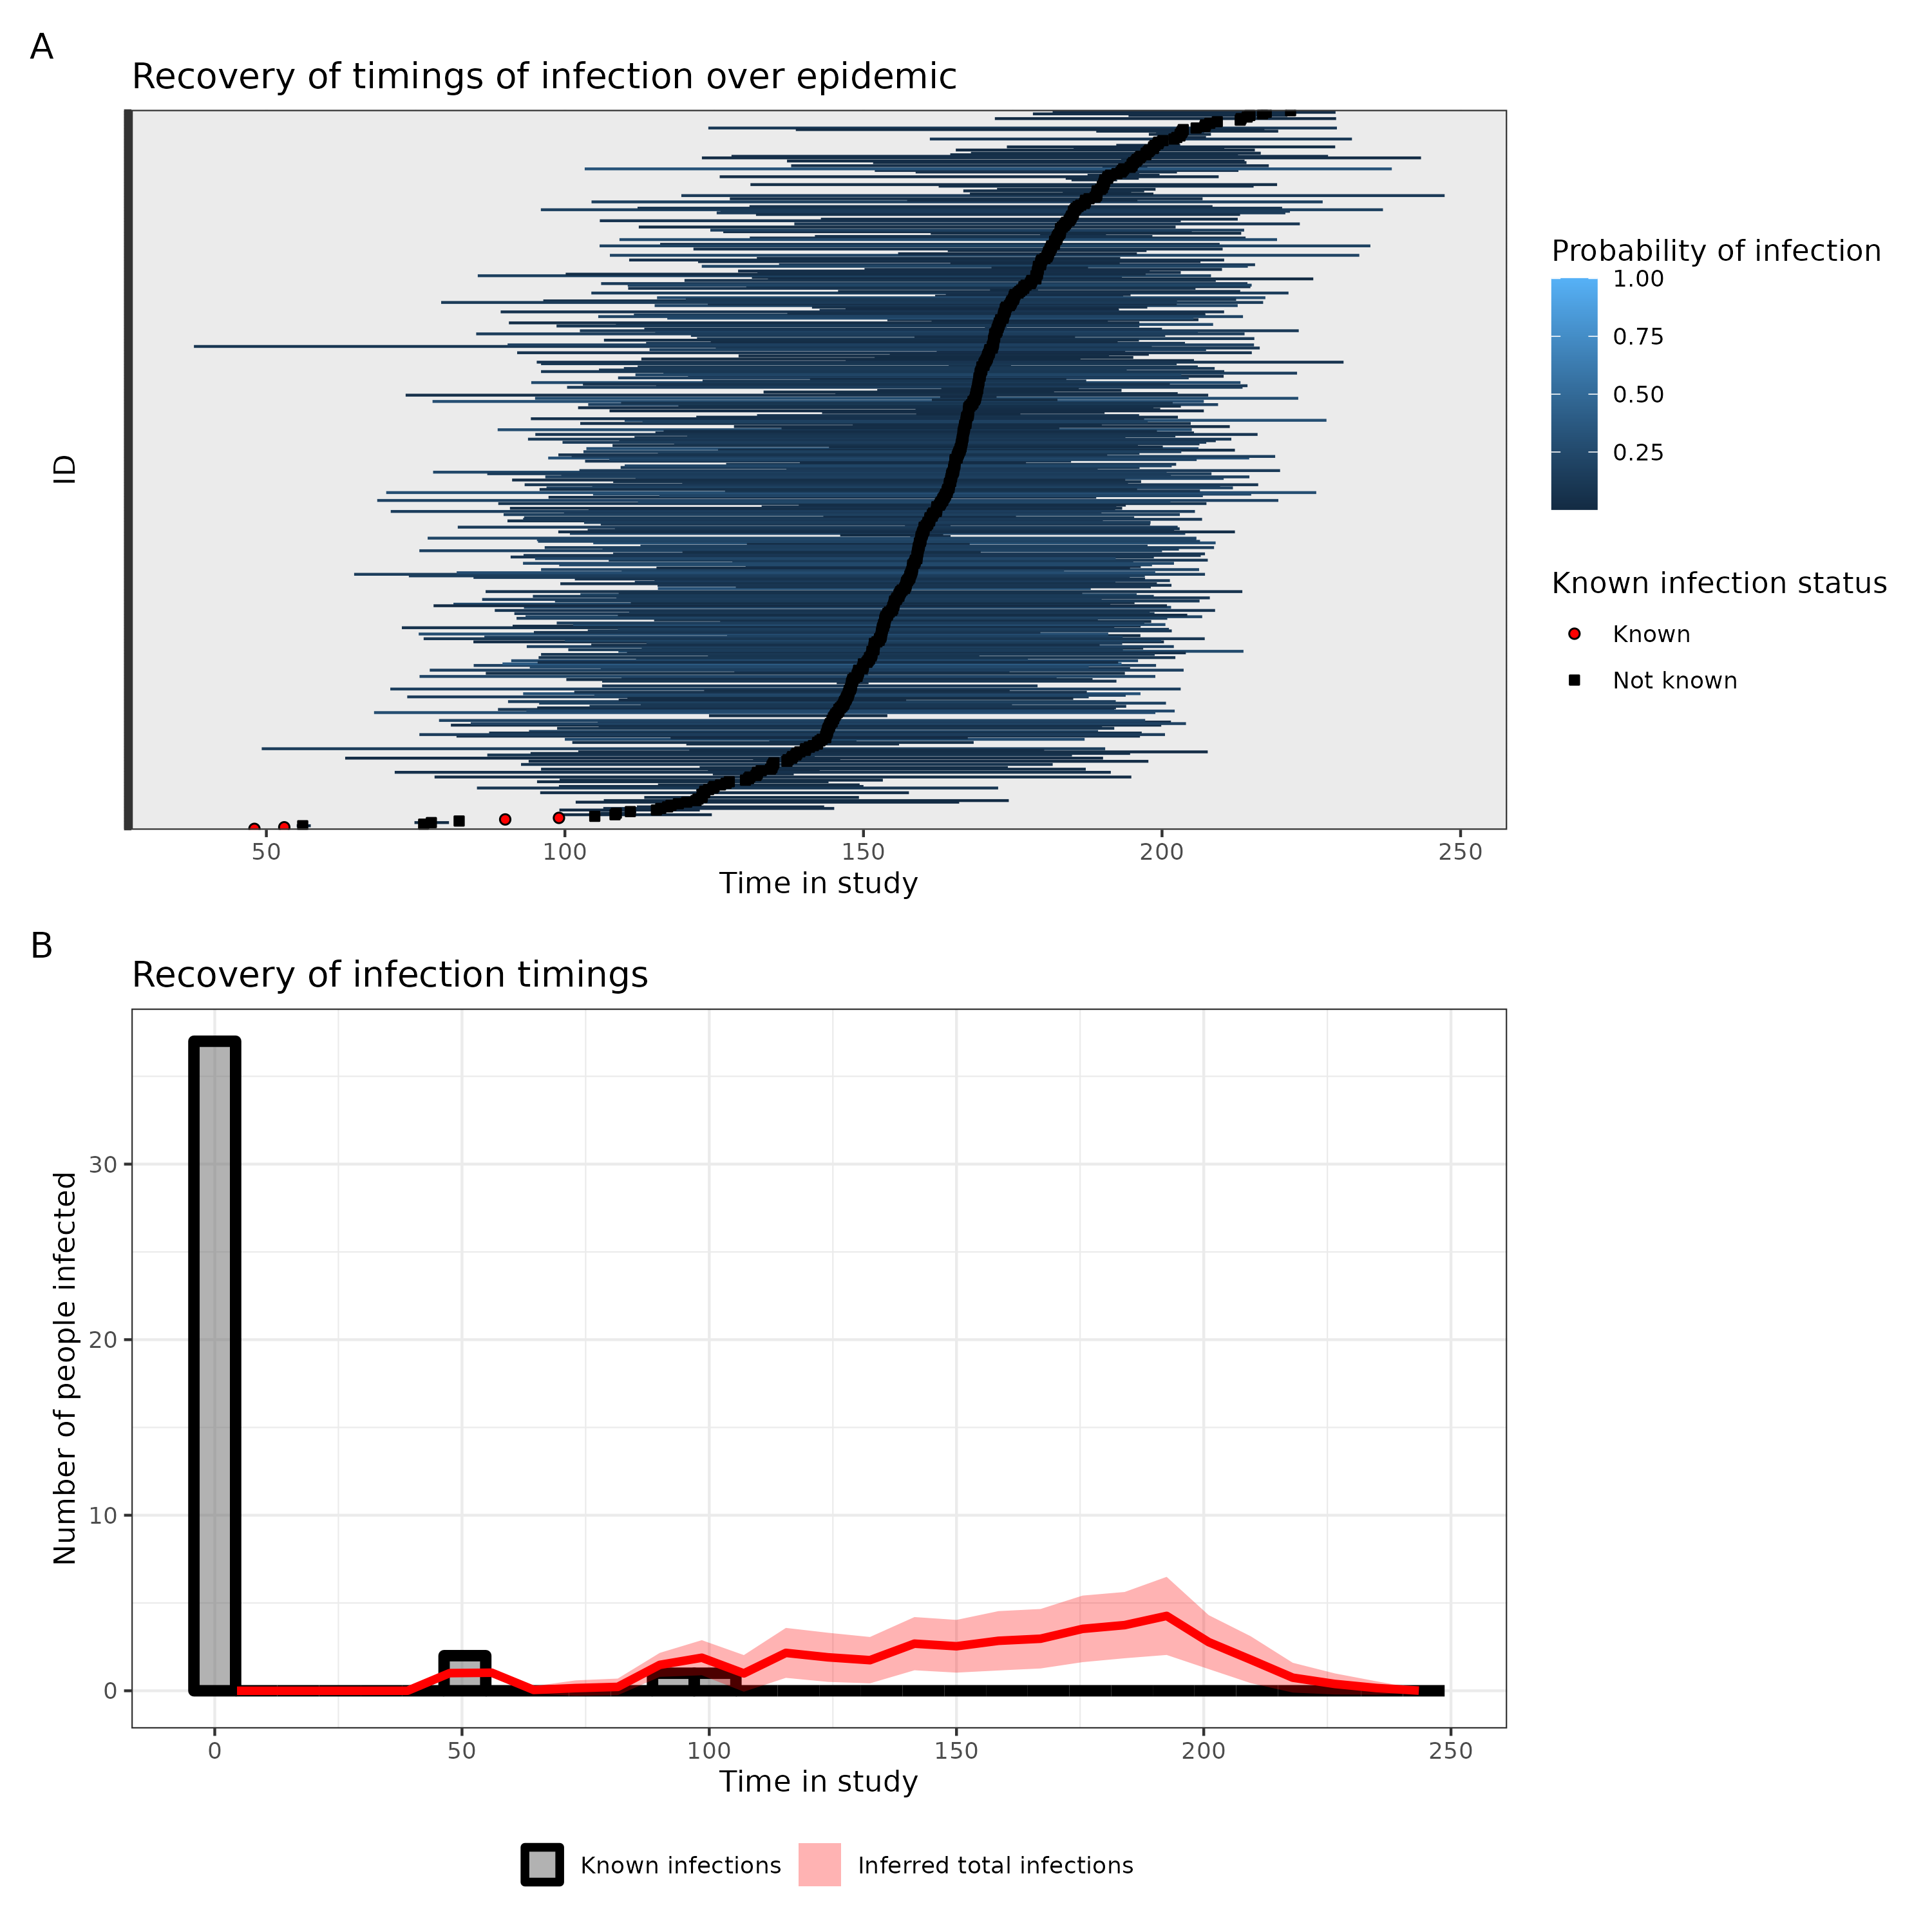 A
Recovery of timings of infection over epidemic
ID
50 100 150 200 250
Time in study
Probability of infection
1.00
0.75
0.50
0.25
Known infection status
Known
Not known
B
Recovery of infection timings
Number of people infected
30
20
10
0
0 50 100 150 200 250
Time in study
Known infections Inferred total infections